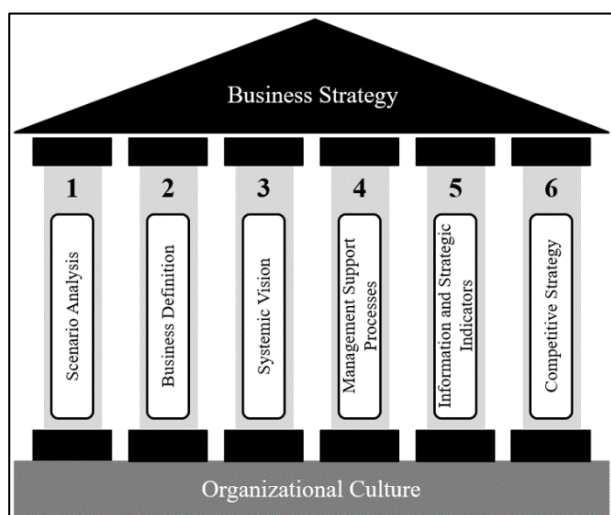 Business Strategy
1
2
3
4
5
6
Scenario Analysis
Business Definition
Systemic Vision
Management Support
Processes
Information and Strategic
Indicators
Competitive Strategy
Organizational Culture